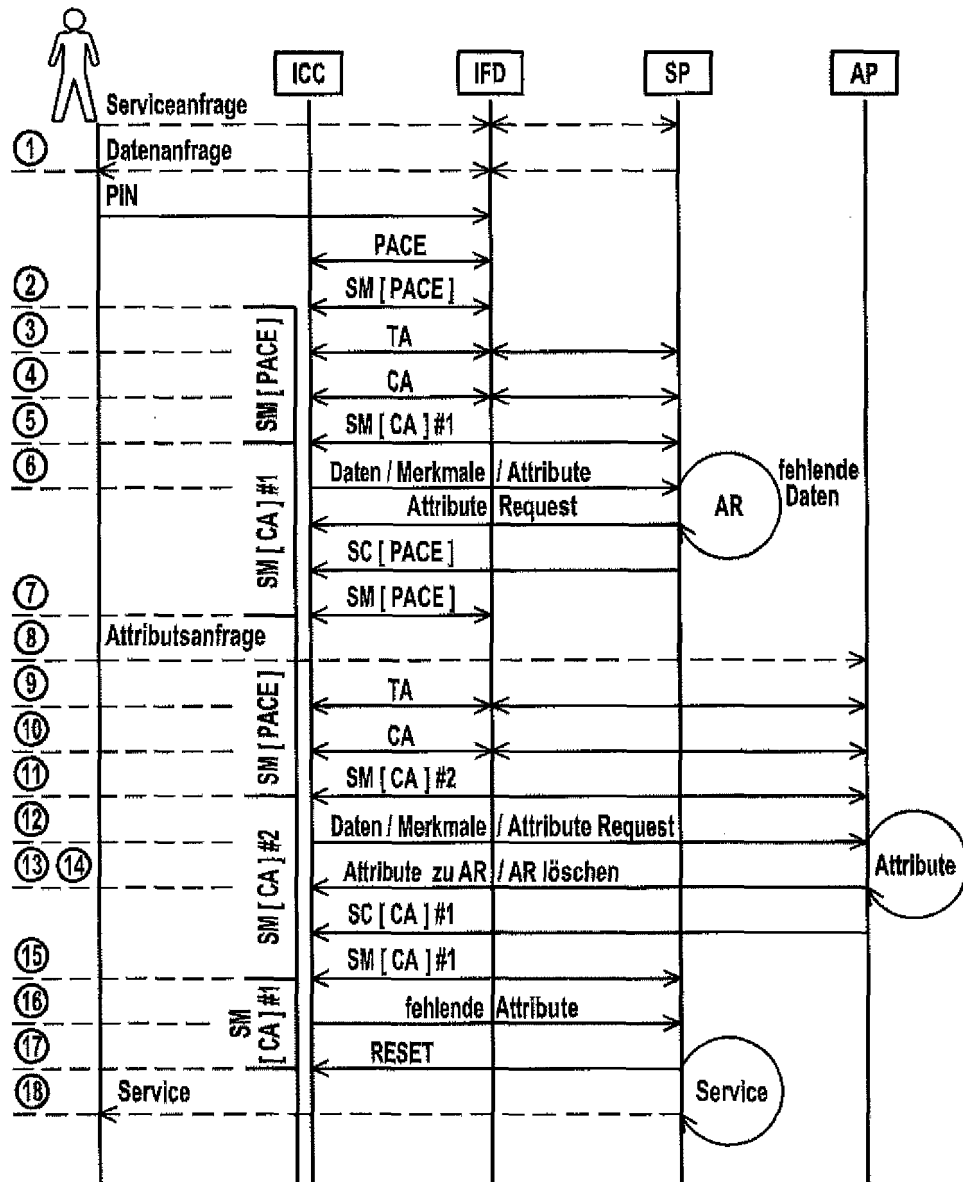 ICC IFD SP AP
Serviceanfrage
① Datenanfrage
PIN
PACE
② SM [ PACE ]
③ TA
④ CA
SM [ PACE ]
⑤ SM [ CA ] #1
⑥ Daten / Merkmale / Attribute
fehlende
Daten
AR
Attribute Request
SM [ CA ] #1
SC [ PACE ]
⑦ SM [ PACE ]
⑧ Attributsanfrage
⑨ TA
⑩ CA
SM [ PACE ]
⑪ SM [ CA ] #2
⑫ Daten / Merkmale / Attribute Request
⑬ ⑭ Attribute zu AR / AR löschen
Attribute
SM [ CA ] #2
SC [ CA ] #1
⑮ SM [ CA ] #1
⑯ fehlende Attribute
SM
[ CA ] #1
⑰ RESET
⑱ Service
Service